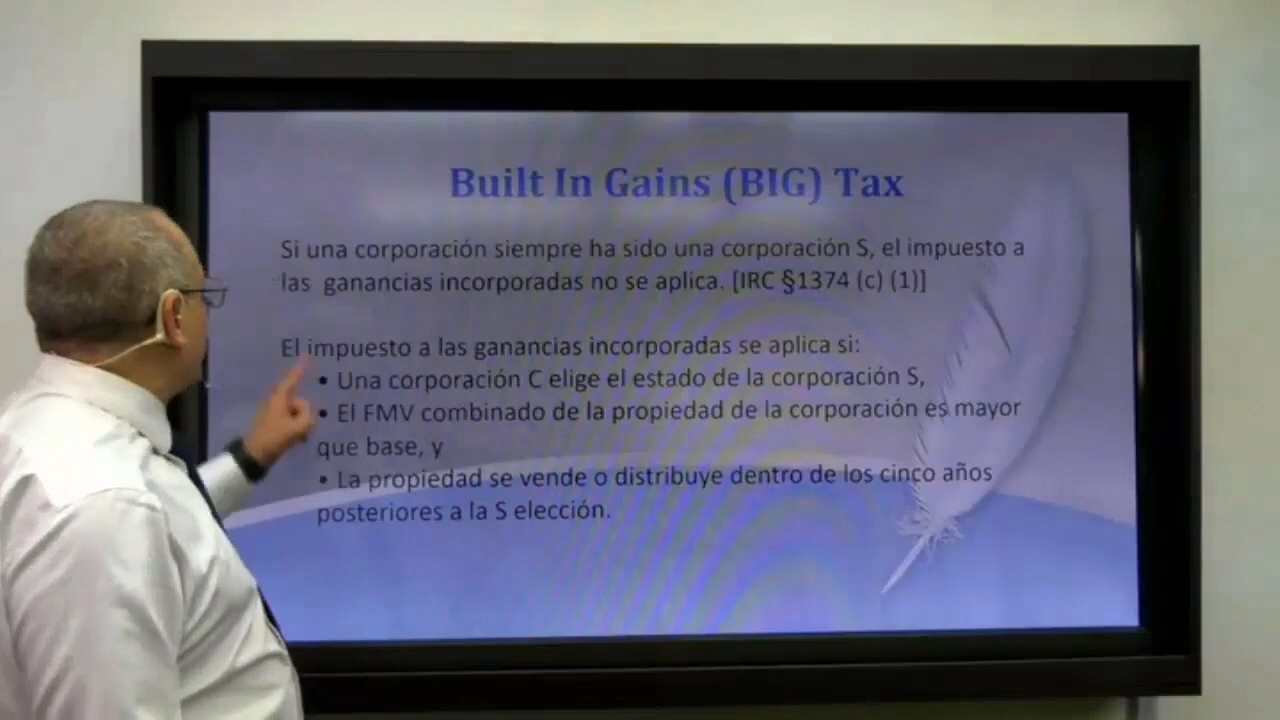 Built In Gains (BIG) Tax
Si una corporación siempre ha sido una corporación S, el impuesto a
las ganancias incorporadas no se aplica. [IRC §1374 (c) (1)]
El impuesto a las ganancias incorporadas se aplica si:
• Una corporación C elige el estado de la corporación S,
• El FMV combinado de la propiedad de la corporación es mayor
que base, y
• La propiedad se vende o distribuye dentro de los cinco años
posteriores a la S elección.